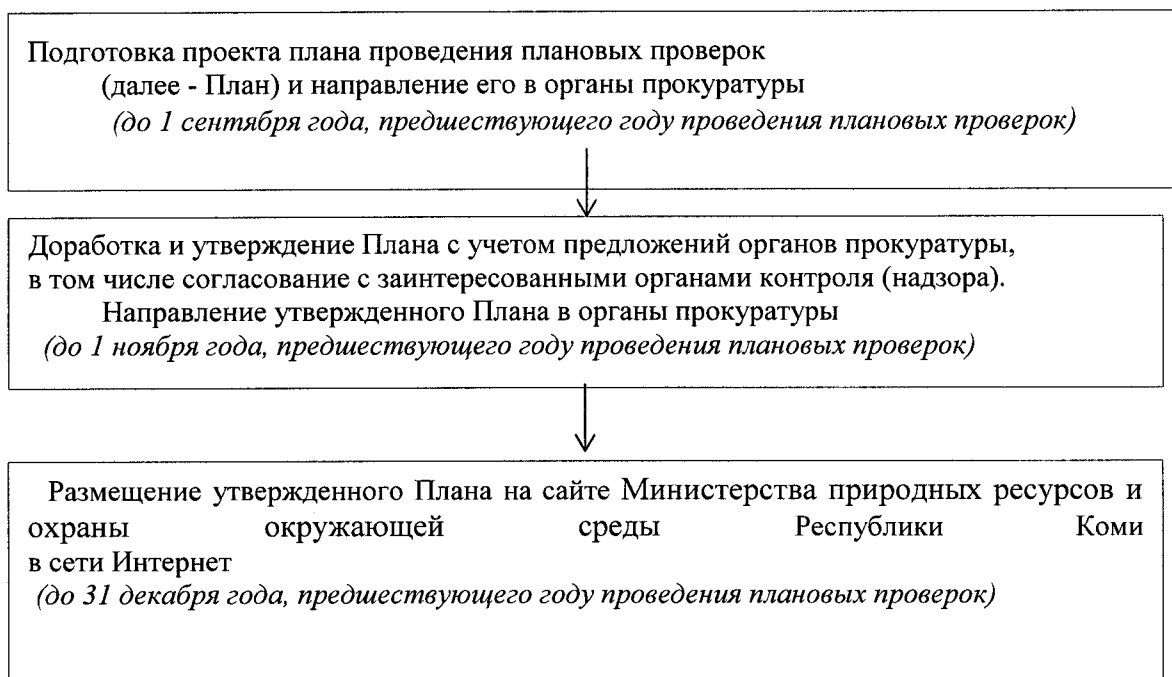 Подготовка проекта плана проведения плановых проверок
(далее - План) и направление его в органы прокуратуры
(до 1 сентября года, предшествующего году проведения плановых проверок)
Доработка и утверждение Плана с учетом предложений органов прокуратуры,
в том числе согласование с заинтересованными органами контроля (надзора).
Направление утвержденного Плана в органы прокуратуры
(до 1 ноября года, предшествующего году проведения плановых проверок)
Размещение утвержденного Плана на сайте Министерства природных ресурсов и
охраны окружающей среды Республики Коми
в сети Интернет
(до 31 декабря года, предшествующего году проведения плановых проверок)